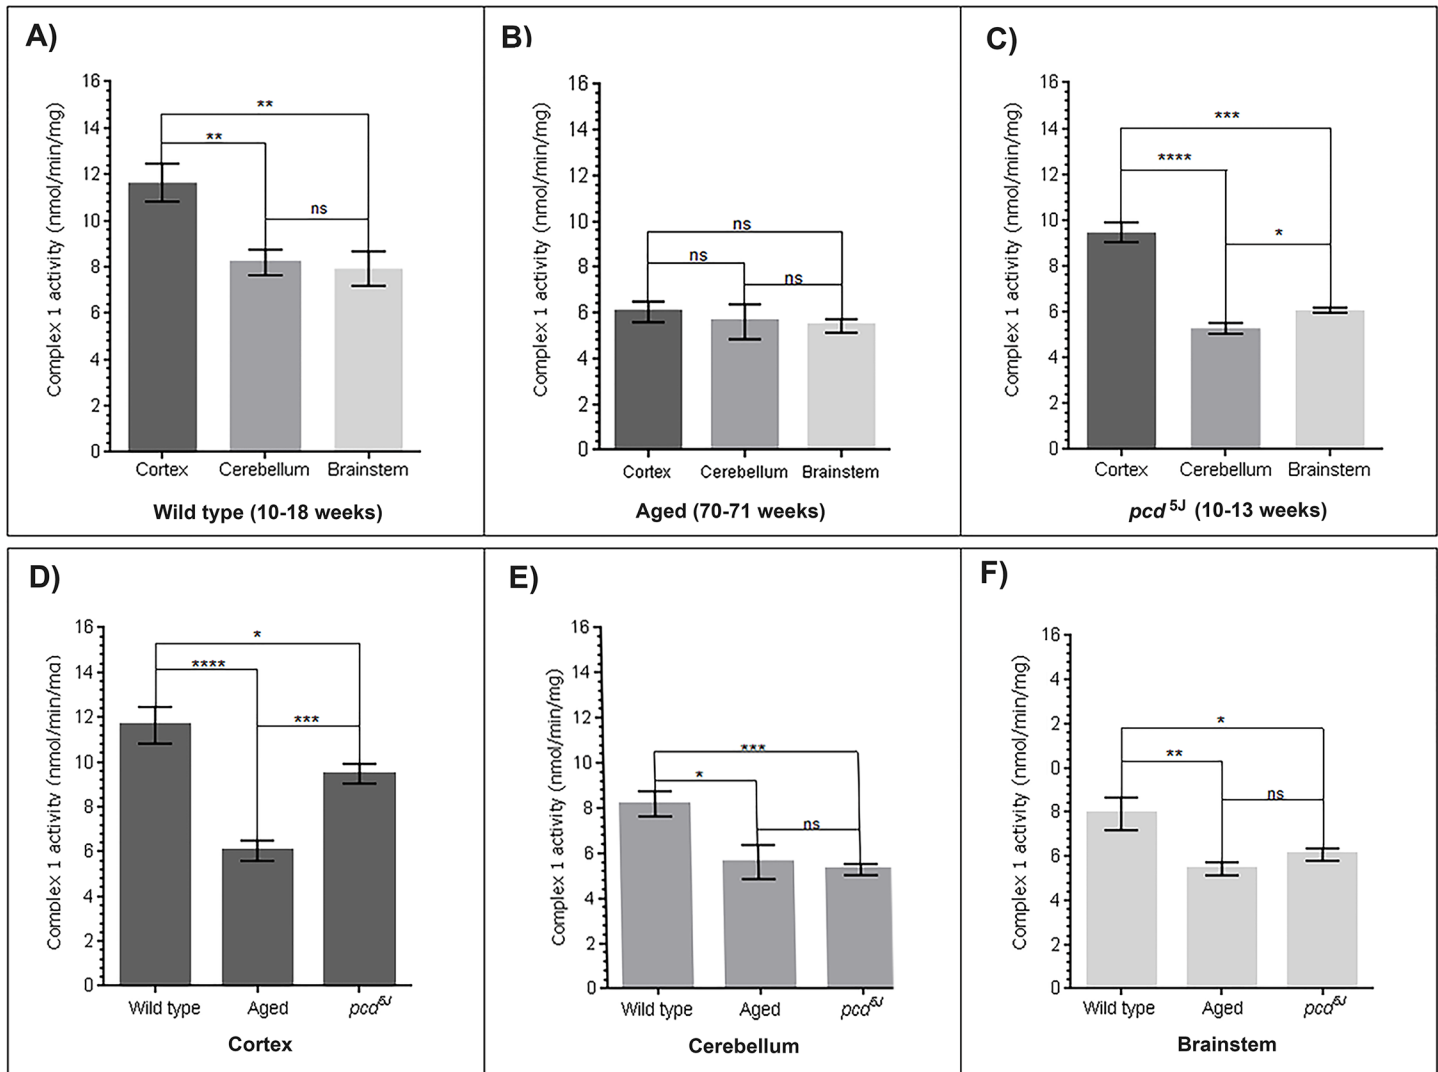 A)
16
14
12
10
8
6
4
2
0
Complex 1 activity (nmol/min/mg)
**
**
ns
Cortex Cerebellum Brainstem
Wild type (10-18 weeks)
B)
16
14
12
10
8
6
4
2
0
Complex 1 activity (nmol/min/mg)
ns
ns
ns
Cortex Cerebellum Brainstem
Aged (70-71 weeks)
C)
16
14
12
10
8
6
4
2
0
Complex 1 activity (nmol/min/mg)
***
****
*
Cortex Cerebellum Brainstem
pcd 5J (10-13 weeks)
D)
16
14
12
10
8
6
4
2
0
Complex 1 activity (nmol/min/mg)
*
****
***
Wild type Aged pcd5J
Cortex
E)
16
14
12
10
8
6
4
2
0
Complex 1 activity (nmol/min/mg)
***
*
ns
Wild type Aged pcd5J
Cerebellum
F)
16
4
2
0
8
6
4
2
0
Complex 1 activity (nmol/min/mg)
*
**
ns
Wild type Aged pcd5J
Brainstem